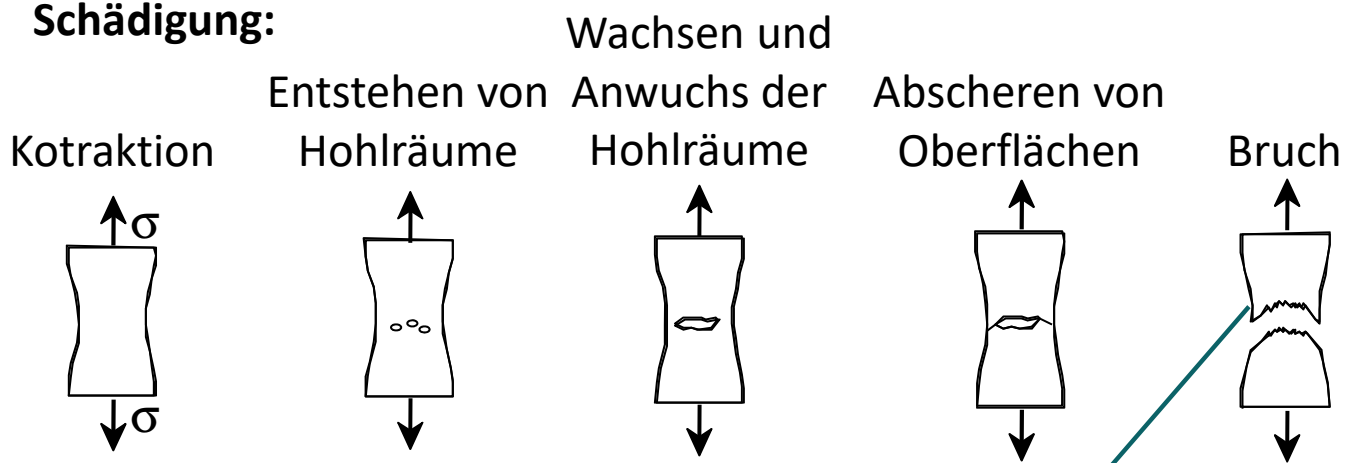 Schädigung:
Kotraktion
Entstehen von
Hohlräume
Wachsen und
Anwuchs der
Hohlräume
Abscheren von
Oberflächen
Bruch
σ
σ